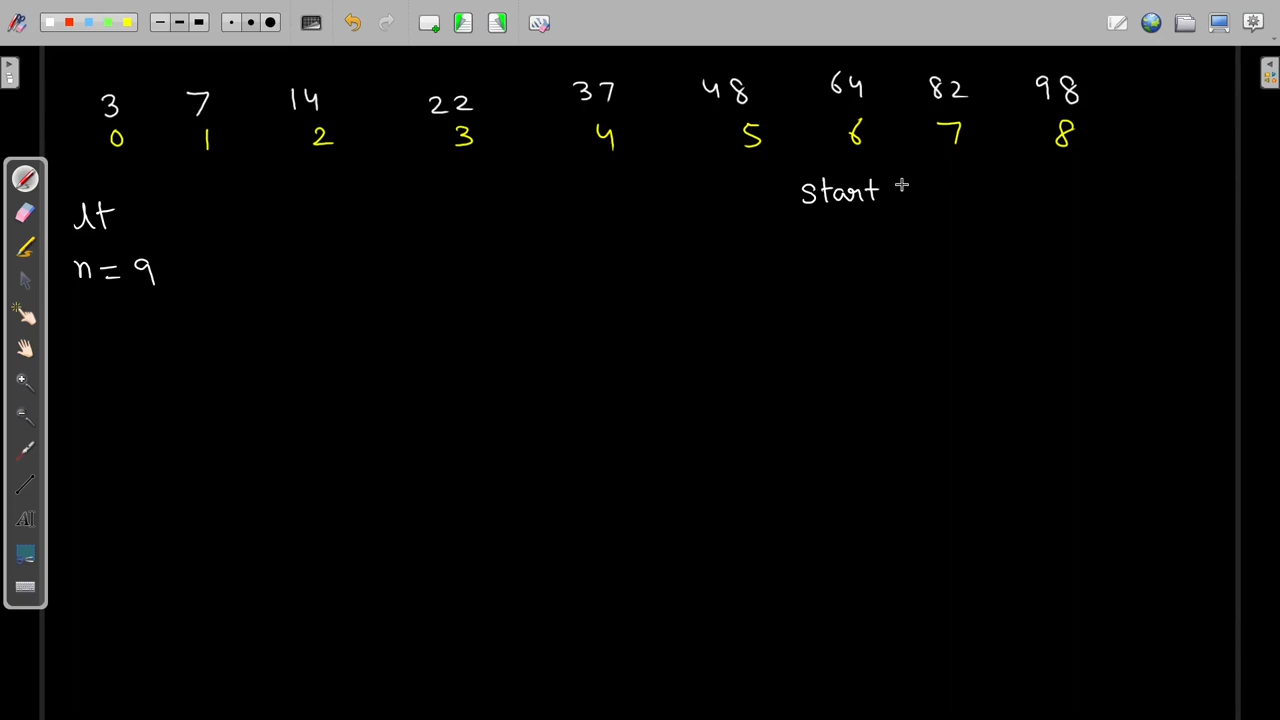 3 7 14 22 37 48 64 82 98
0 1 2 3 4 5 6 7 8
start
n = 9